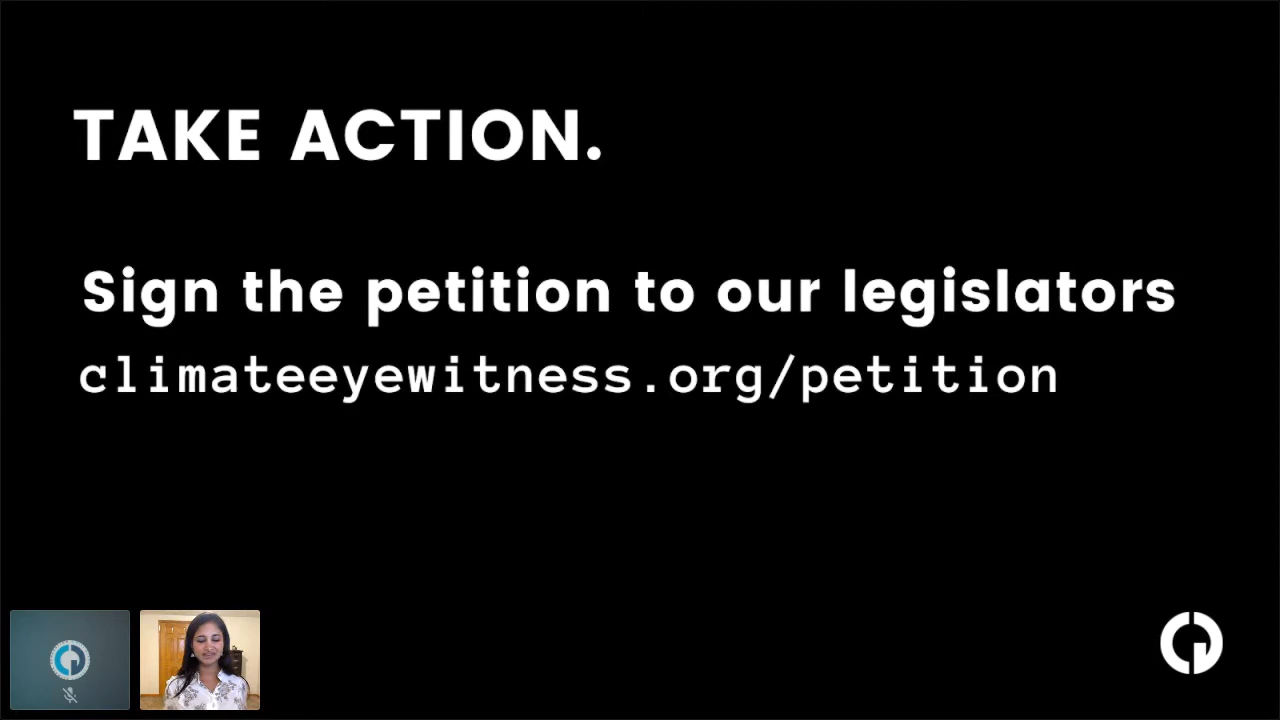 TAKE ACTION.
Sign the petition to our legislators
climateeyewitness.org/petition